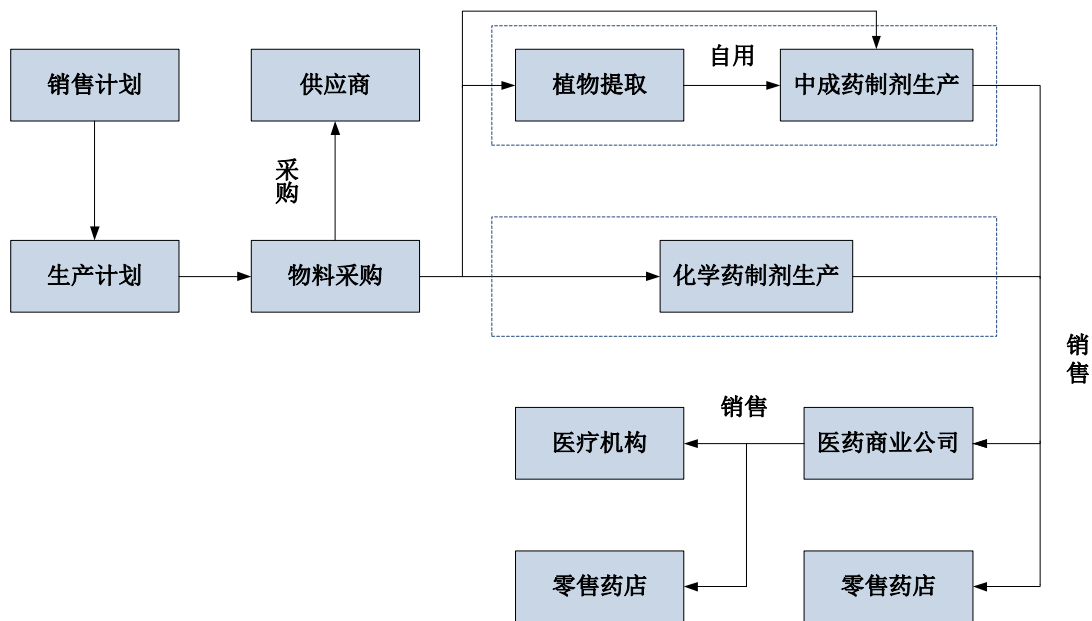 自用
销售计划
供应商
植物提取
中成药制剂生产
采
购
生产计划
物料采购
化学药制剂生产
销
售
销售
医疗机构
医药商业公司
零售药店
零售药店